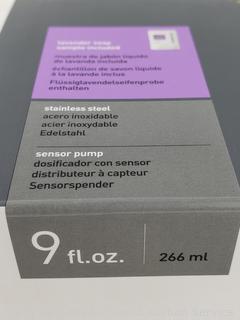 lavender soap
sample included
muestra de jabón líquido
de lavanda incluida
échantillon de savon liquide
à la lavande inclus
Flüssiglavendelseifenprobe
enthalten
stainless steel
acero inoxidable
acier inoxydable
Edelstahl
sensor pump
dosificador con sensor
distributeur à capteur
Sensorspender
9 fl.oz. 266 ml